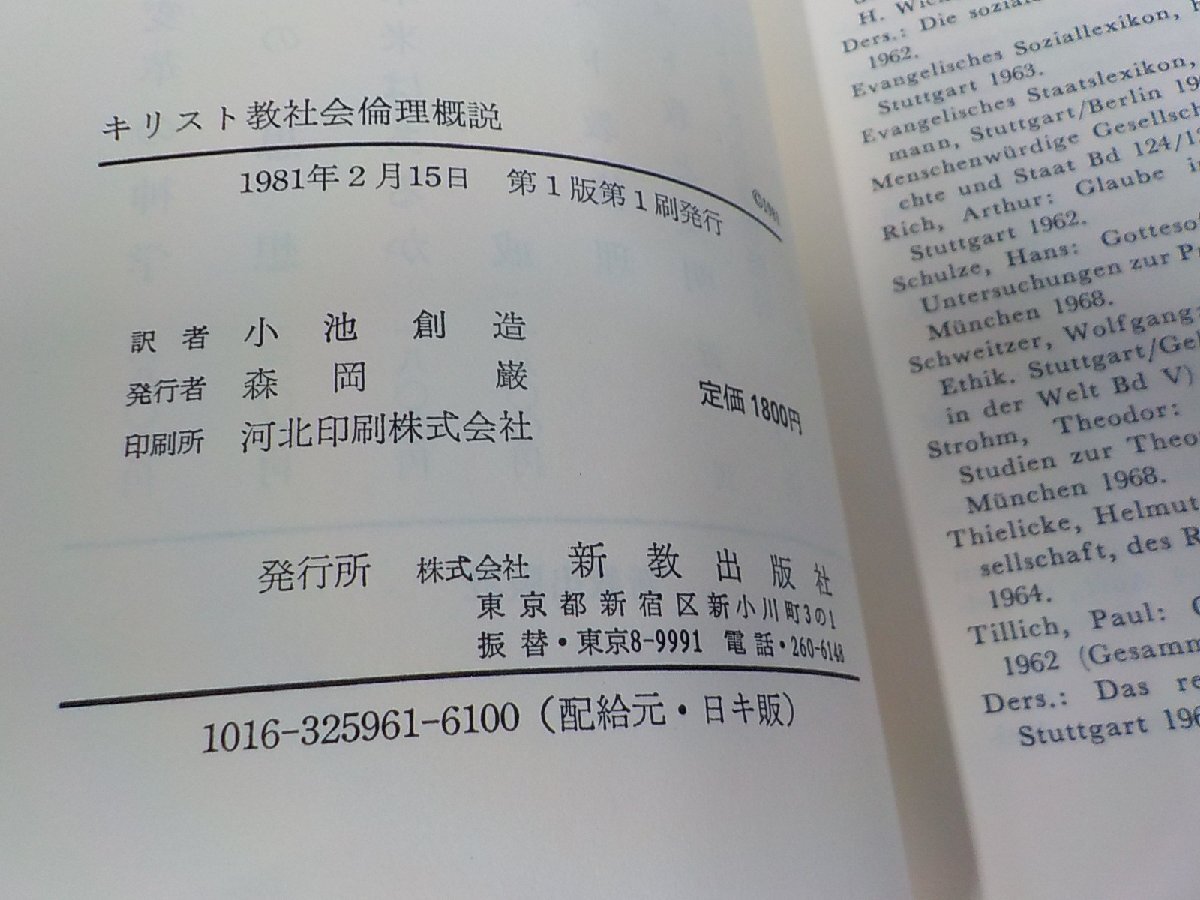 キリスト教社会倫理概説
1981年2月15日 第1版第1刷発行
©1981
訳者 小池創造
発行者 森岡巌
印刷所 河北印刷株式会社
定価1800円
発行所 株式会社 新教出版社
東京都新宿区新小川町3の1
振替・東京8-9991 電話・260-6148
1016-325961-6100(配給元・日キ販)
Ders.: Die
1962.
Evangelisches Soziallexikon,
Stuttgart 1963.
Evangelisches Staatslexikon,
mann, Stuttgart/Berlin
Menschenwürdige
chte und Staat Bd
Rich, Arthur: Glaube
Stuttgart 1962.
Schulze, Hans:
Untersuchungen zur
München 1968.
Schweitzer, Wolfgang:
Ethik.
in der Welt Bd V)
Strohm, Theodor:
Studien zur
München 1968.
Thielicke, Helmut
sellschaft, des
1964.
Tillich, Paul:
1962
Ders.: Das
Stuttgart